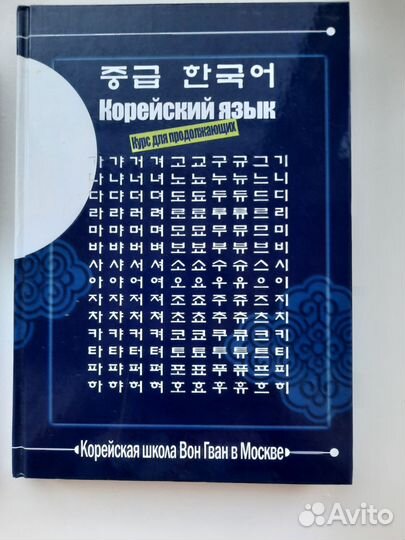 중급 한국어
Корейский язык
Курс для продолжающих
가 갸 거 겨 고 교 구 규 그 기
나 냐 너 녀 노 뇨 누 뉴 느 니
다 댜 더 뎌 도 됴 두 듀 드 디
라 랴 러 려 로 료 루 류 르 리
마 먀 머 며 모 묘 무 뮤 므 미
바 뱌 버 벼 보 뵤 부 뷰 브 비
사 샤 서 셔 소 쇼 수 슈 스 시
아 야 어 여 오 요 우 유 으 이
자 쟈 저 져 조 죠 주 쥬 즈 지
차 챠 처 쳐 초 쵸 추 츄 츠 치
카 캬 커 켜 코 쿄 쿠 큐 크 키
타 탸 터 텨 토 툐 투 튜 트 티
파 퍄 퍼 펴 포 표 푸 퓨 프 피
하 햐 허 혀 호 효 후 휴 흐 히
Корейская школа Вон Гван в Москве
Avito